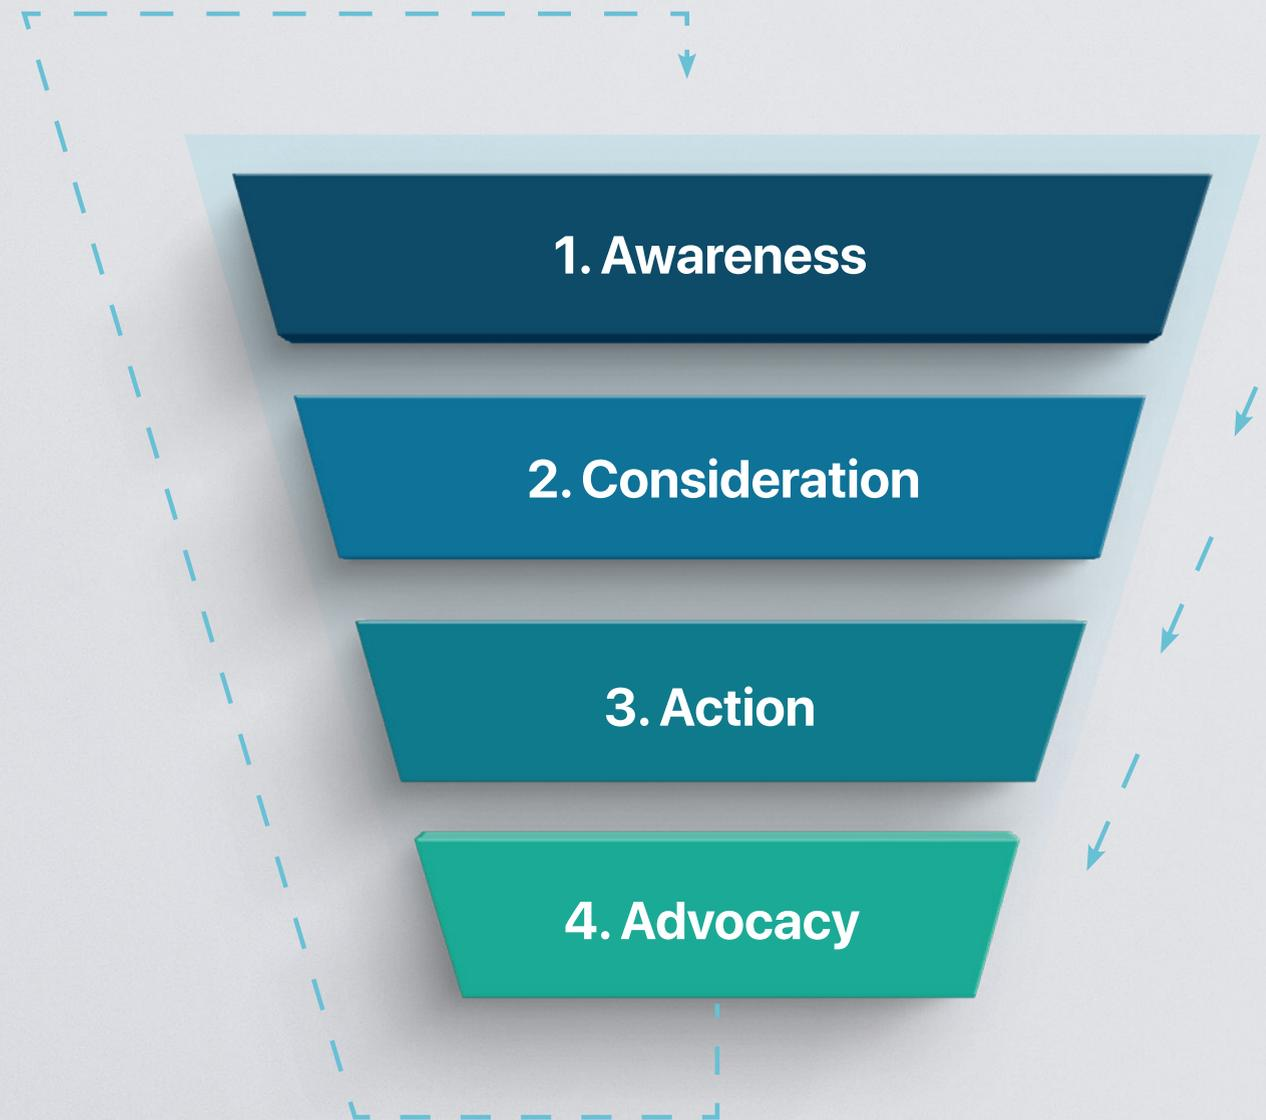 1. Awareness
2. Consideration
3. Action
4. Advocacy